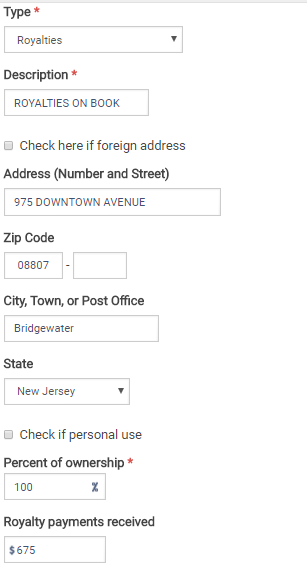 Type *
Royalties
Description *
ROYALTIES ON BOOK
Check here if foreign address
Address (Number and Street)
975 DOWNTOWN AVENUE
Zip Code
08807 -
City, Town, or Post Office
Bridgewater
State
New Jersey
Check if personal use
Percent of ownership *
100 %
Royalty payments received
$675